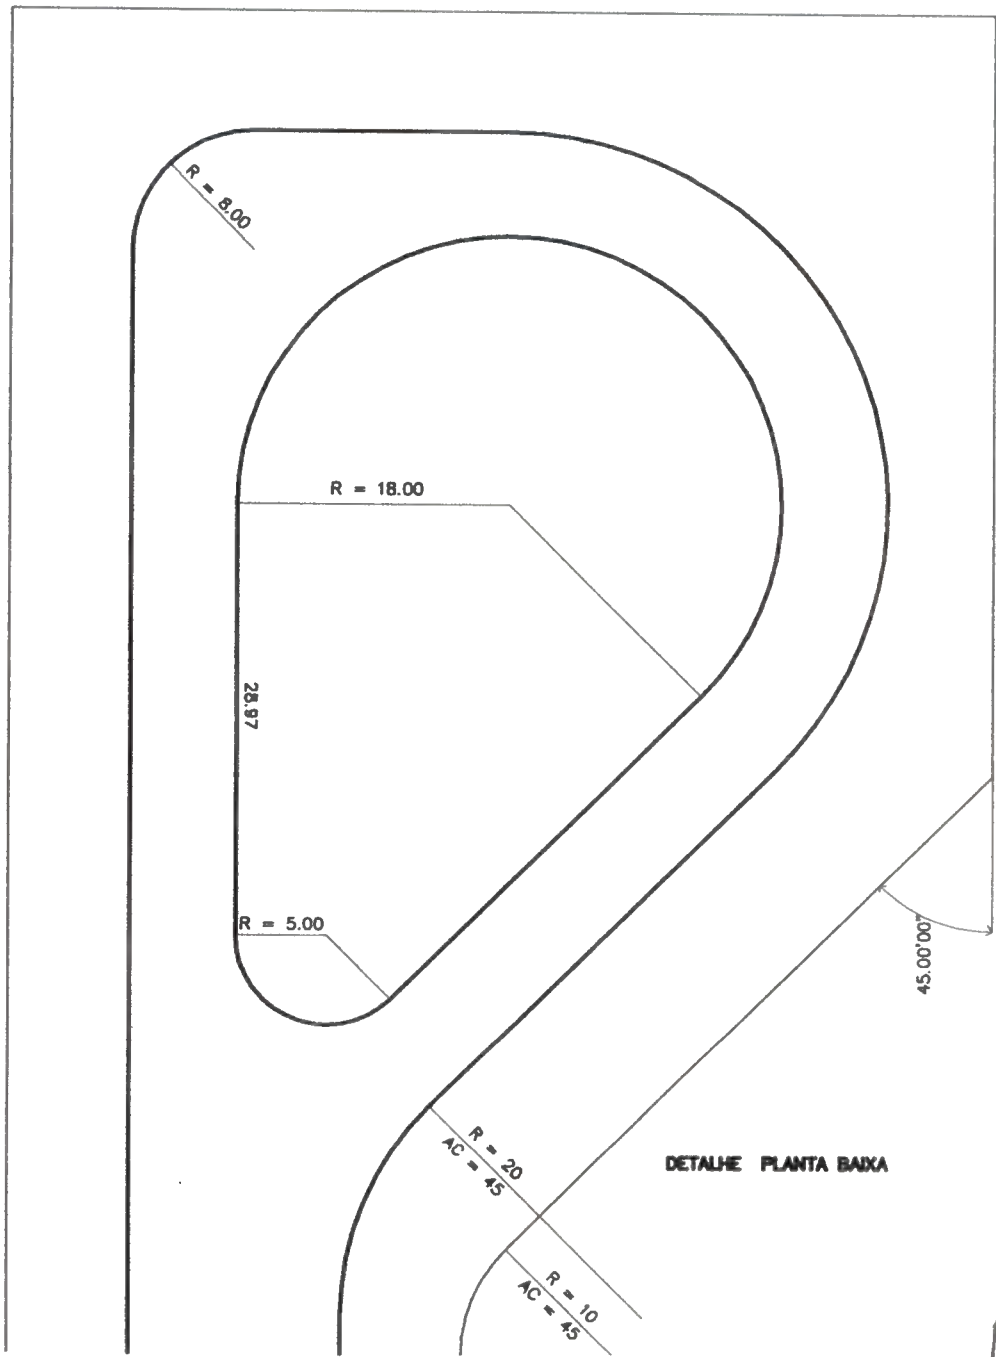 R = 8.00
R = 18.00
28.97
R = 5.00
45.00'00"
R = 20
AC = 45
DETALHE PLANTA BAIXA
R = 10
AC = 45